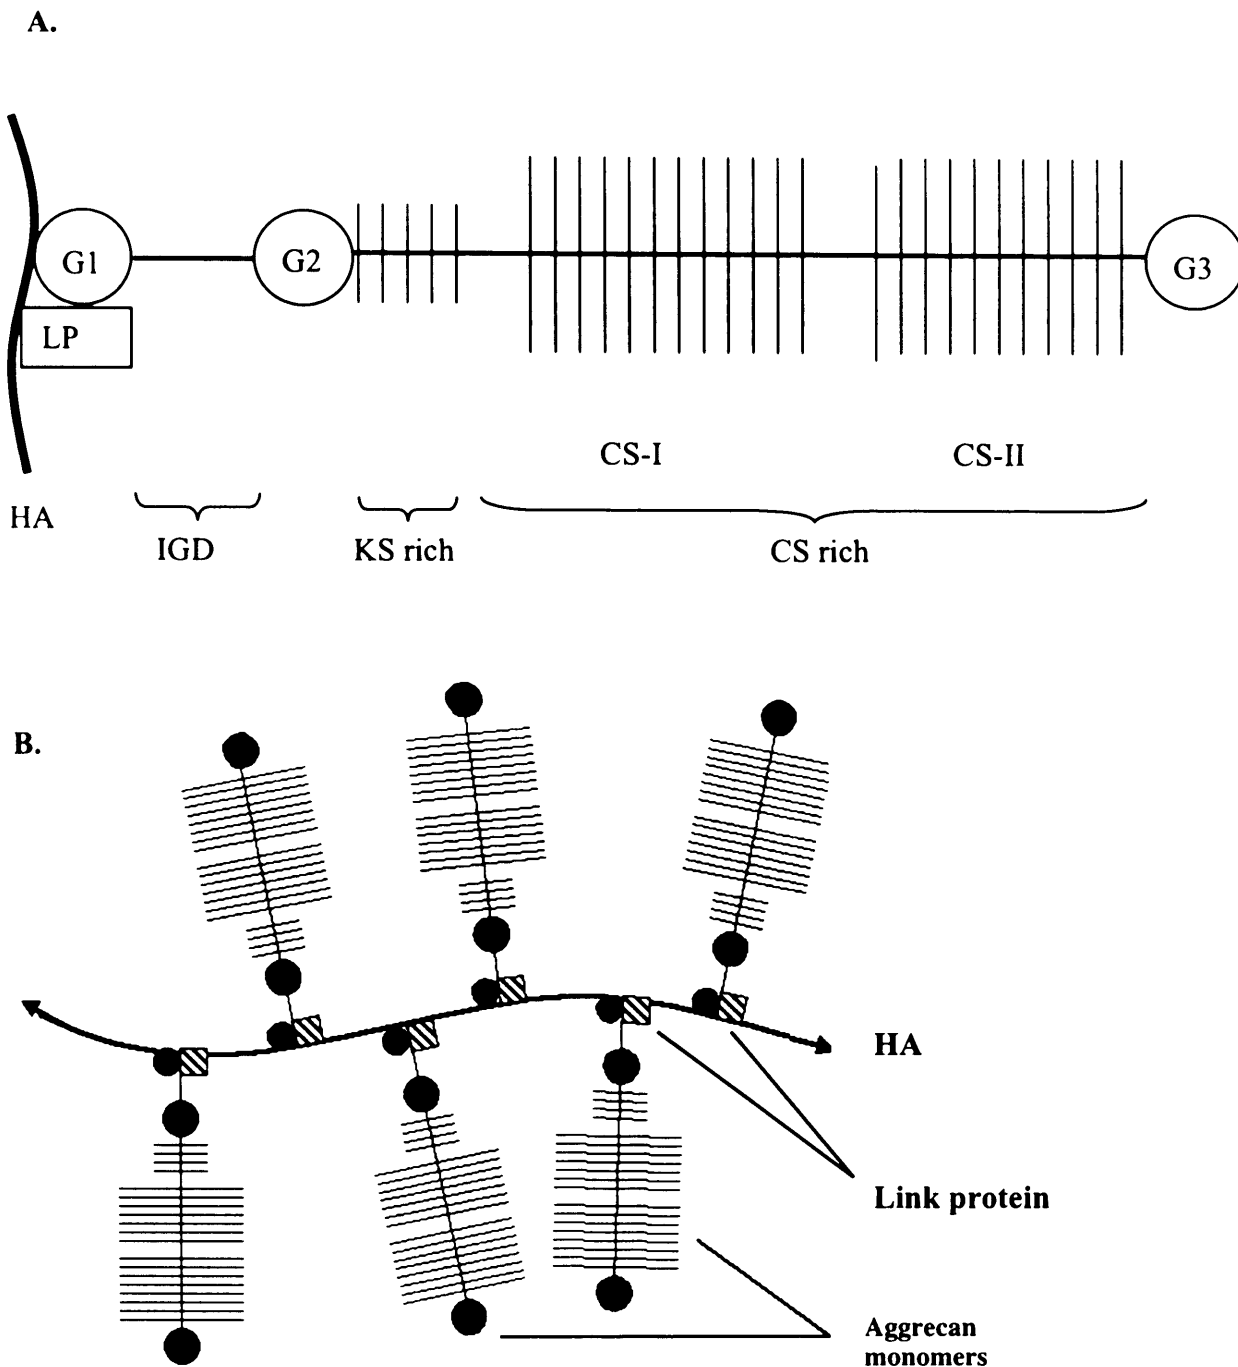 A.
G1
G2
G3
LP
CS-I
CS-II
HA
IGD
KS rich
CS rich
B.
HA
Link protein
Aggrecan
monomers